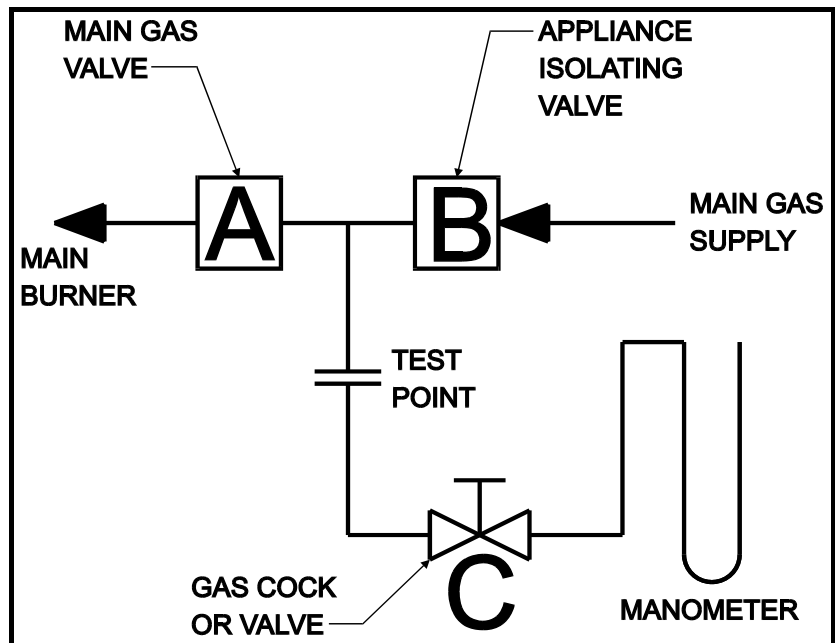 MAIN GAS
VALVE
APPLIANCE
ISOLATING
VALVE
A
B
MAIN GAS
SUPPLY
MAIN
BURNER
TEST
POINT
C
GAS COCK
OR VALVE
MANOMETER